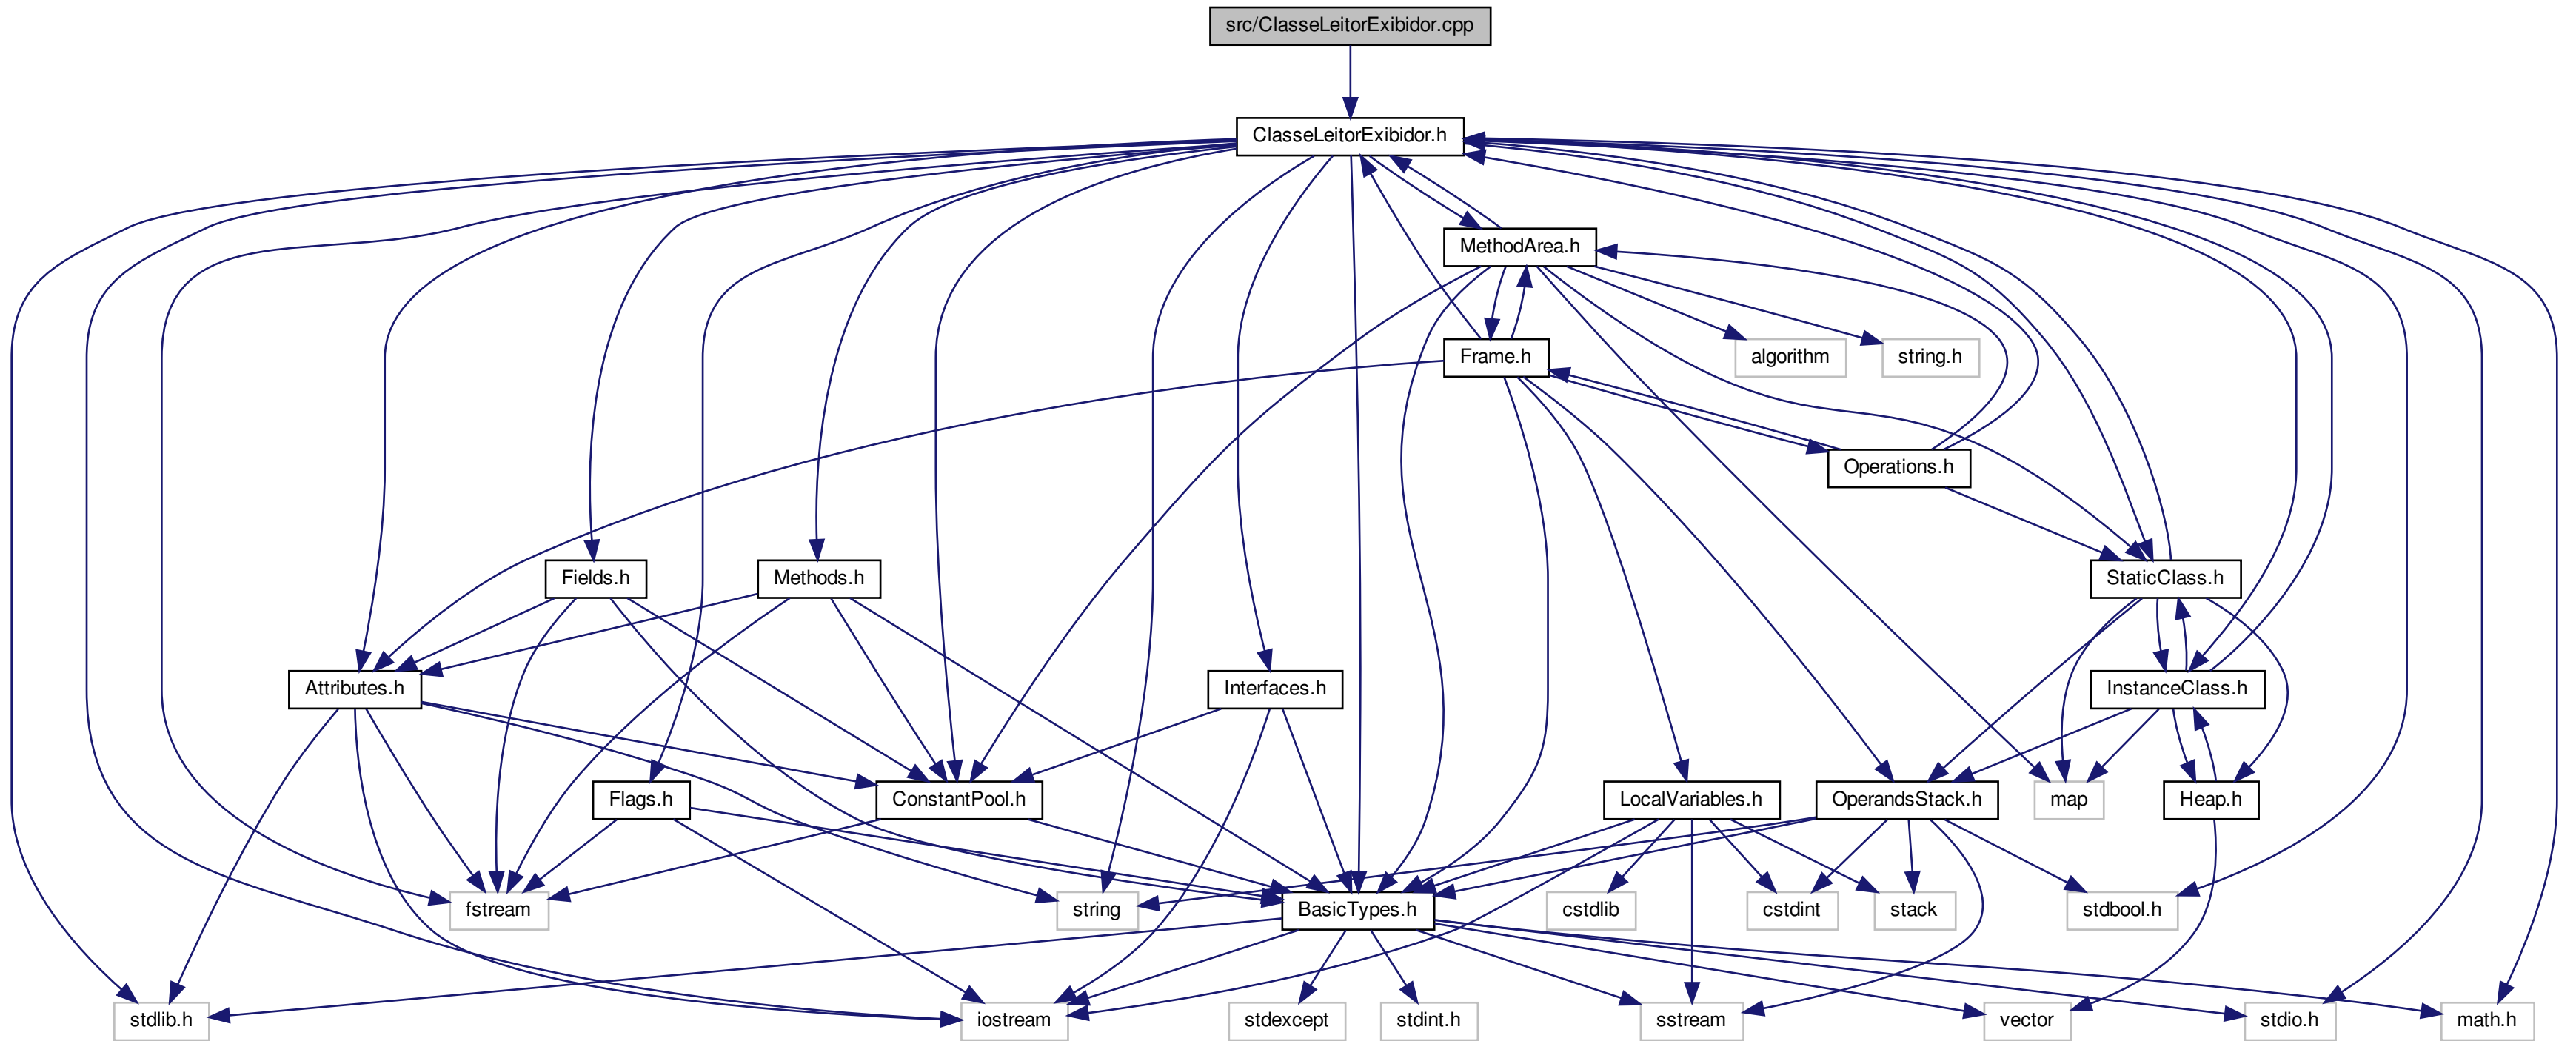 src/ClasseLeitorExibidor.cpp
ClasseLeitorExibidor.h
MethodArea.h
Frame.h
algorithm
string.h
Operations.h
Fields.h
Methods.h
StaticClass.h
Attributes.h
Interfaces.h
InstanceClass.h
Flags.h
ConstantPool.h
LocalVariables.h
OperandsStack.h
map
Heap.h
fstream
string
BasicTypes.h
cstdlib
cstdint
stack
stdbool.h
stdlib.h
iostream
stdexcept
stdint.h
sstream
vector
stdio.h
math.h